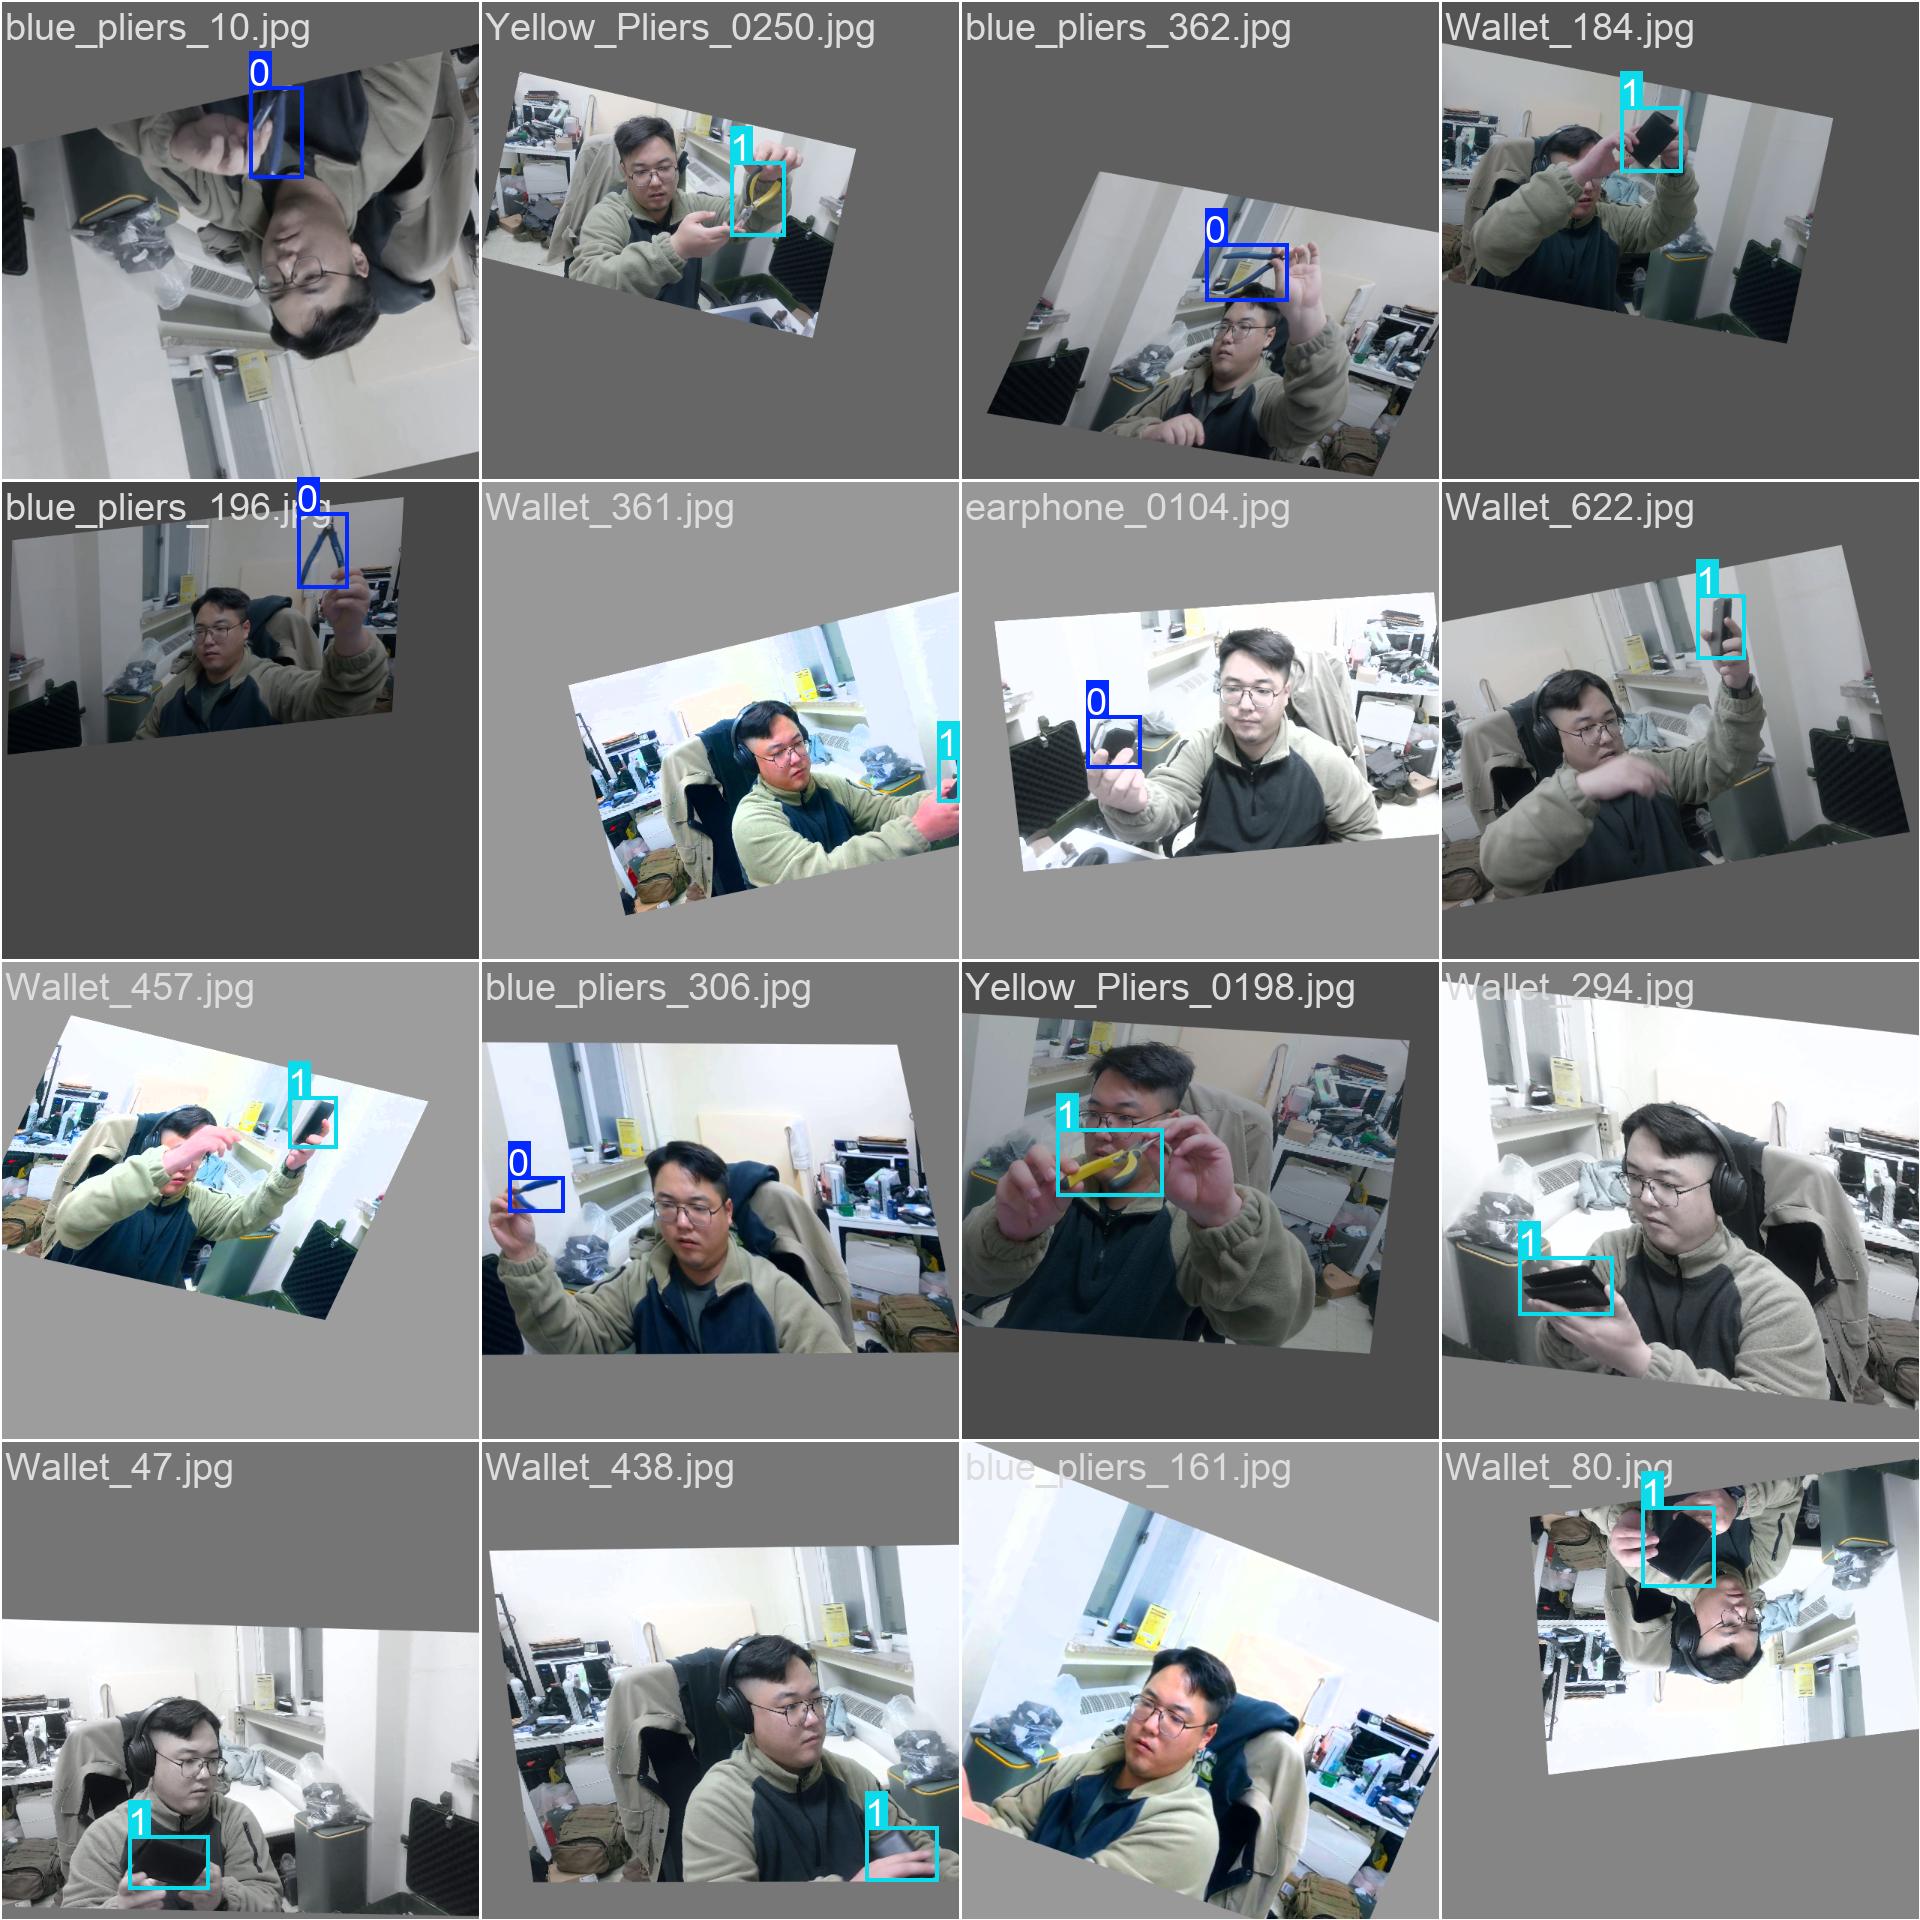 blue_pliers_10.jpg
0
Yellow_Pliers_0250.jpg
1
blue_pliers_362.jpg
0
Wallet_184.jpg
1
blue_pliers_196.jpg
0
Wallet_361.jpg
1
earphone_0104.jpg
0
Wallet_622.jpg
1
Wallet_457.jpg
1
blue_pliers_306.jpg
0
Yellow_Pliers_0198.jpg
1
Wallet_294.jpg
1
Wallet_47.jpg
1
Wallet_438.jpg
1
blue_pliers_161.jpg
Wallet_80.jpg
1